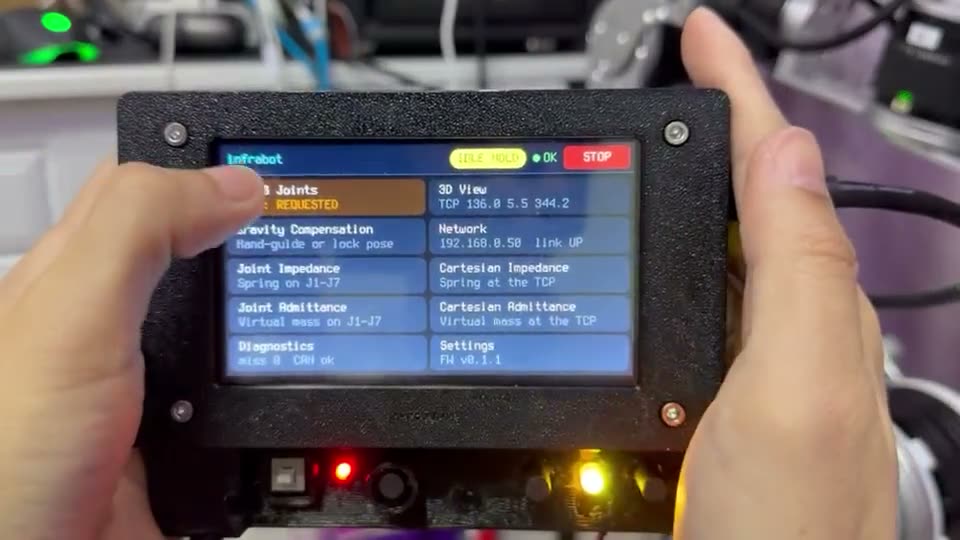 Infrabot
IDLE HOLD OK STOP
Joints
: REQUESTED
3D View
TCP 136.0 5.5 344.2
Gravity Compensation
Hand-guide or lock pose
Network
192.168.0.50 link UP
Joint Impedance
Spring on J1-J7
Cartesian Impedance
Spring at the TCP
Joint Admittance
Virtual mass on J1-J7
Cartesian Admittance
Virtual mass at the TCP
Diagnostics
miss 0 CAN ok
Settings
FW v0.1.1